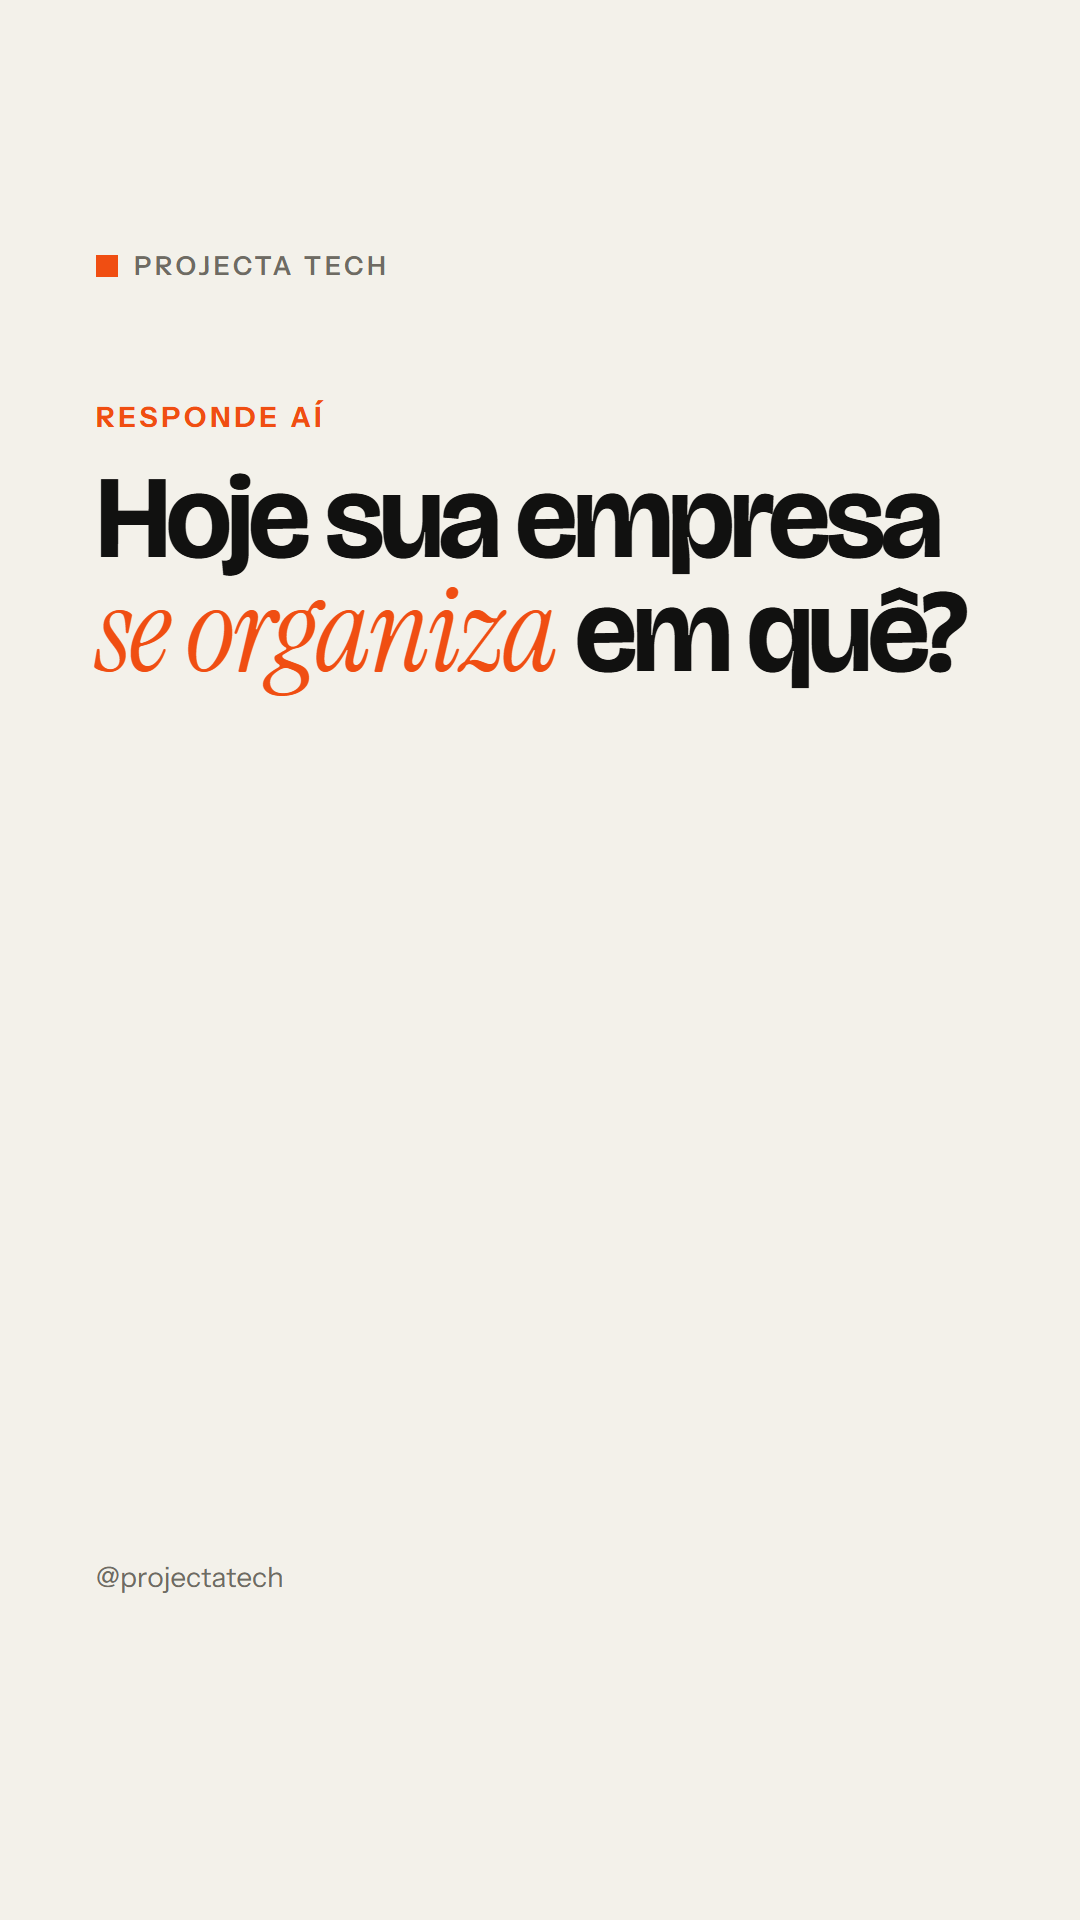 PROJECTA TECH
RESPONDE AÍ
Hoje sua empresa
se organiza em quê?
@projectatech